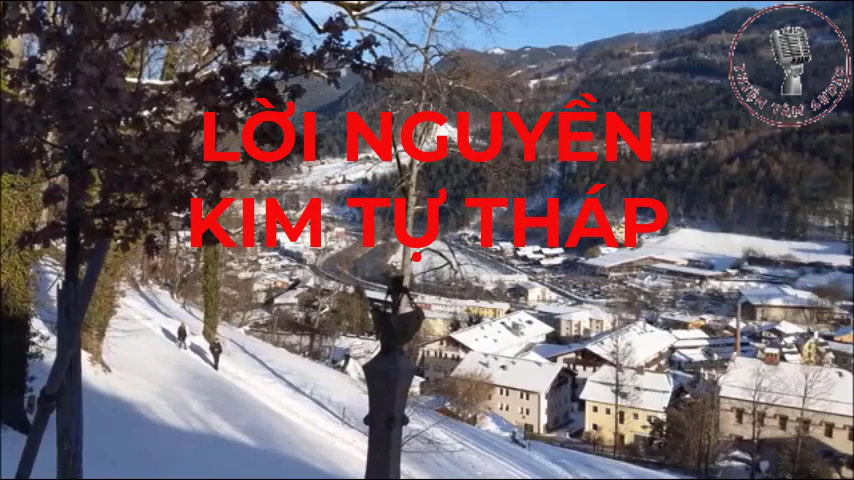 LỜI NGUYỀN
KIM TỰ THÁP